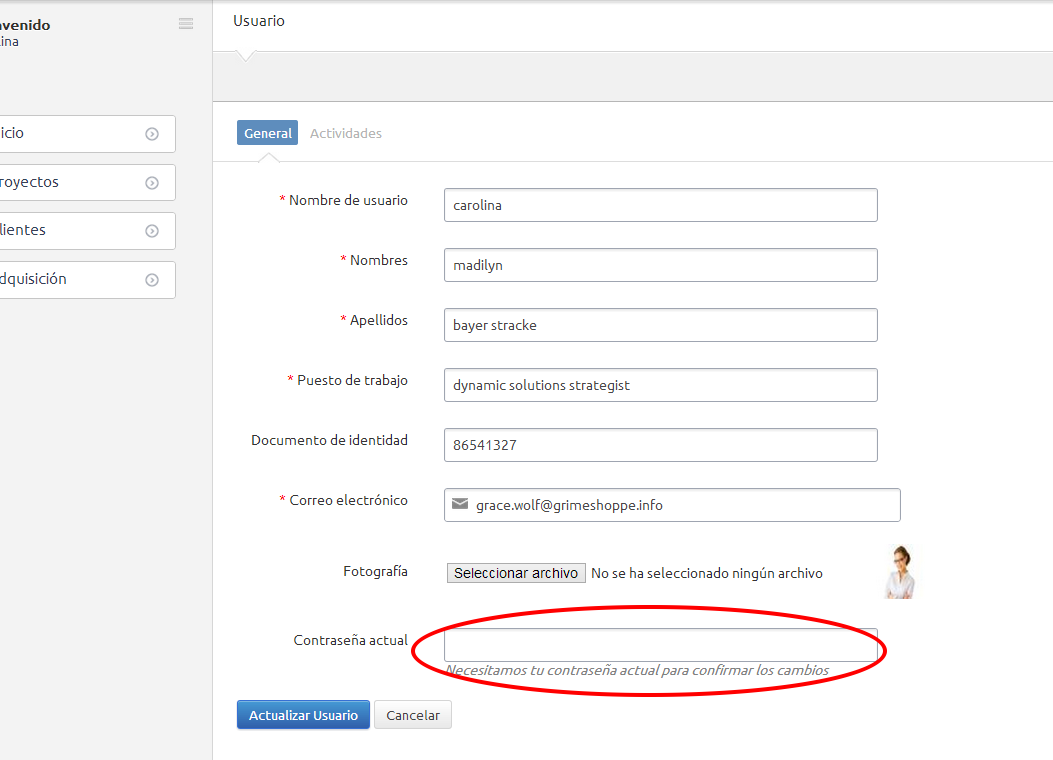 nvenido
lina
Usuario
icio
royectos
lientes
dquisición
General
Actividades
* Nombre de usuario
carolina
* Nombres
madilyn
* Apellidos
bayer stracke
* Puesto de trabajo
dynamic solutions strategist
Documento de identidad
86541327
* Correo electrónico
grace.wolf@grimeshoppe.info
Fotografía
Seleccionar archivo No se ha seleccionado ningún archivo
Contraseña actual
Necesitamos tu contraseña actual para confirmar los cambios
Actualizar Usuario
Cancelar